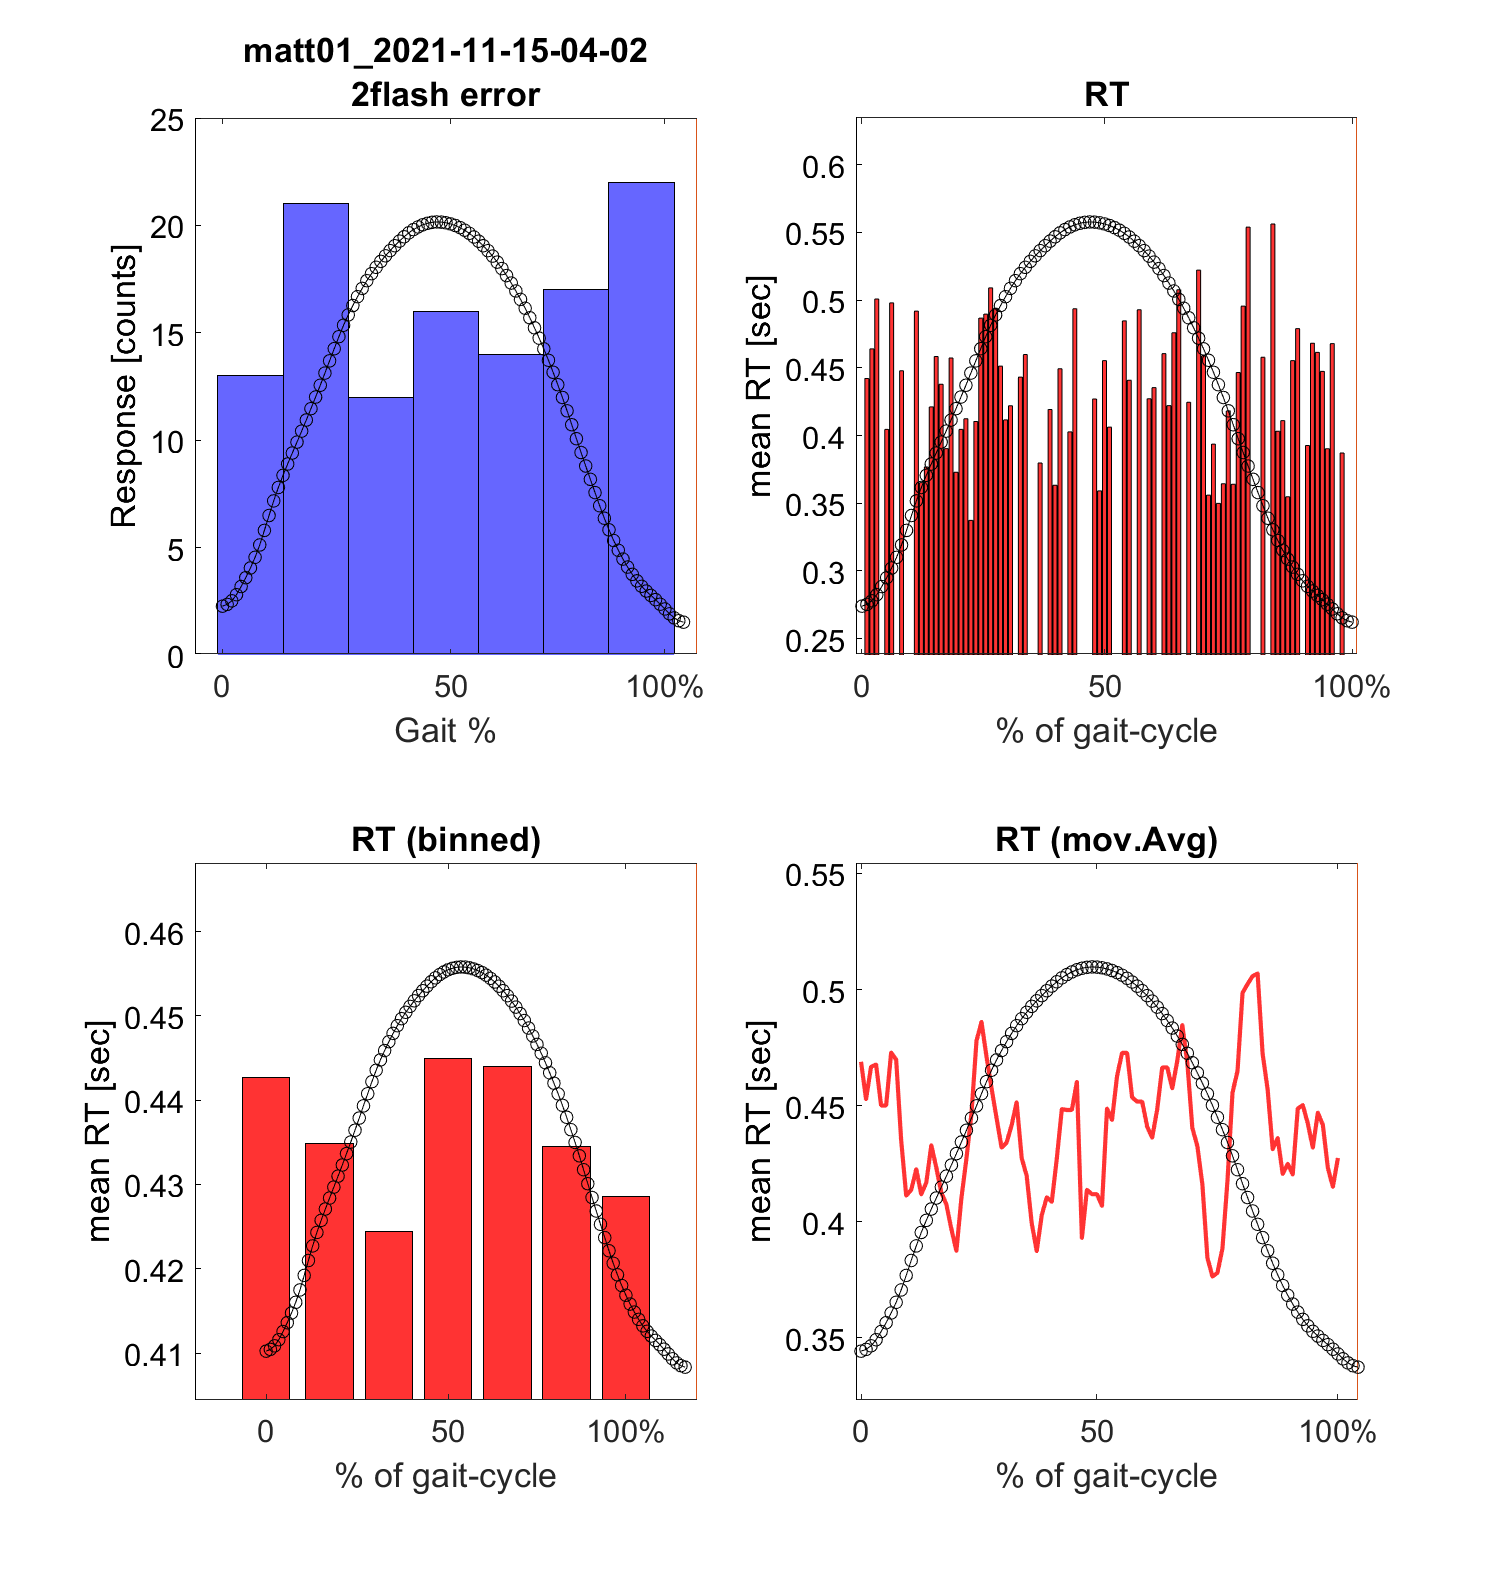 matt01_2021-11-15-04-02
2flash error
25
20
15
10
5
0
Response [counts]
0 50 100%
Gait %
RT
0.6
0.55
0.5
0.45
0.4
0.35
0.3
0.25
mean RT [sec]
0 50 100%
% of gait-cycle
RT (binned)
0.46
0.45
0.44
0.43
0.42
0.41
mean RT [sec]
0 50 100%
% of gait-cycle
RT (mov.Avg)
0.55
0.5
0.45
0.4
0.35
mean RT [sec]
0 50 100%
% of gait-cycle